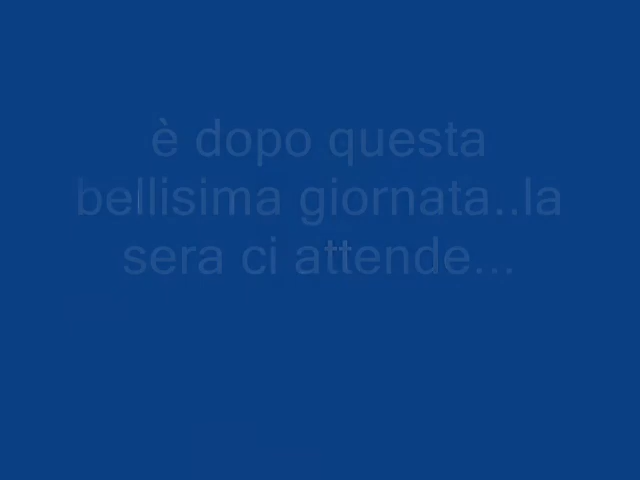 è dopo questa
bellisima giornata..la
sera ci attende...